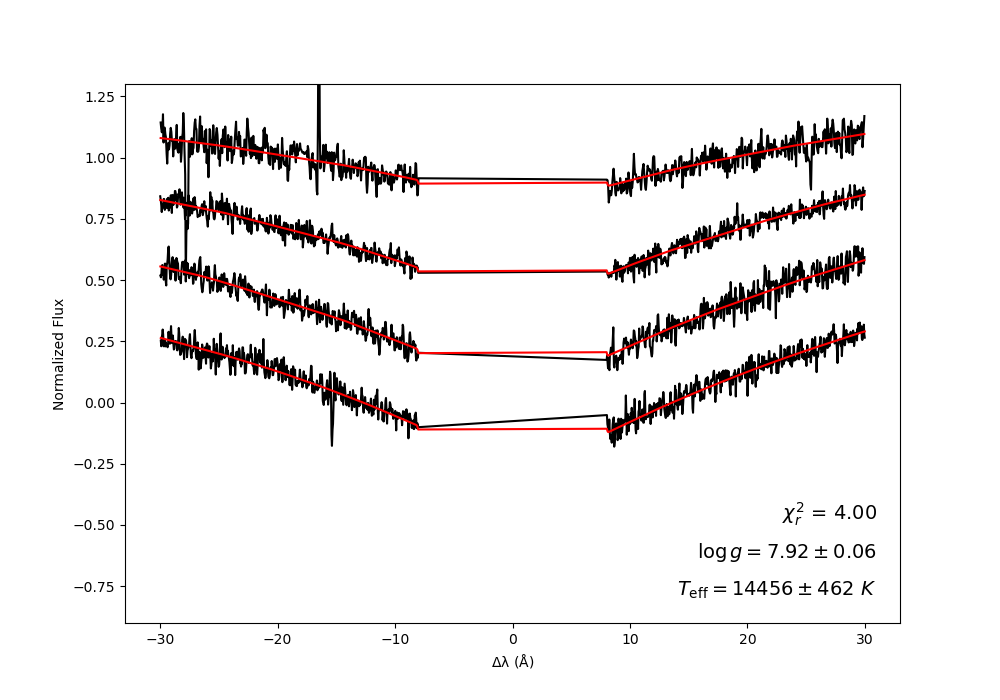 1.25
1.00
0.75
0.50
0.25
0.00
−0.25
−0.50
−0.75
Normalized Flux
χ²ᵣ = 4.00
log g = 7.92 ± 0.06
T_eff = 14456 ± 462 K
−30 −20 −10 0 10 20 30
Δλ (Å)